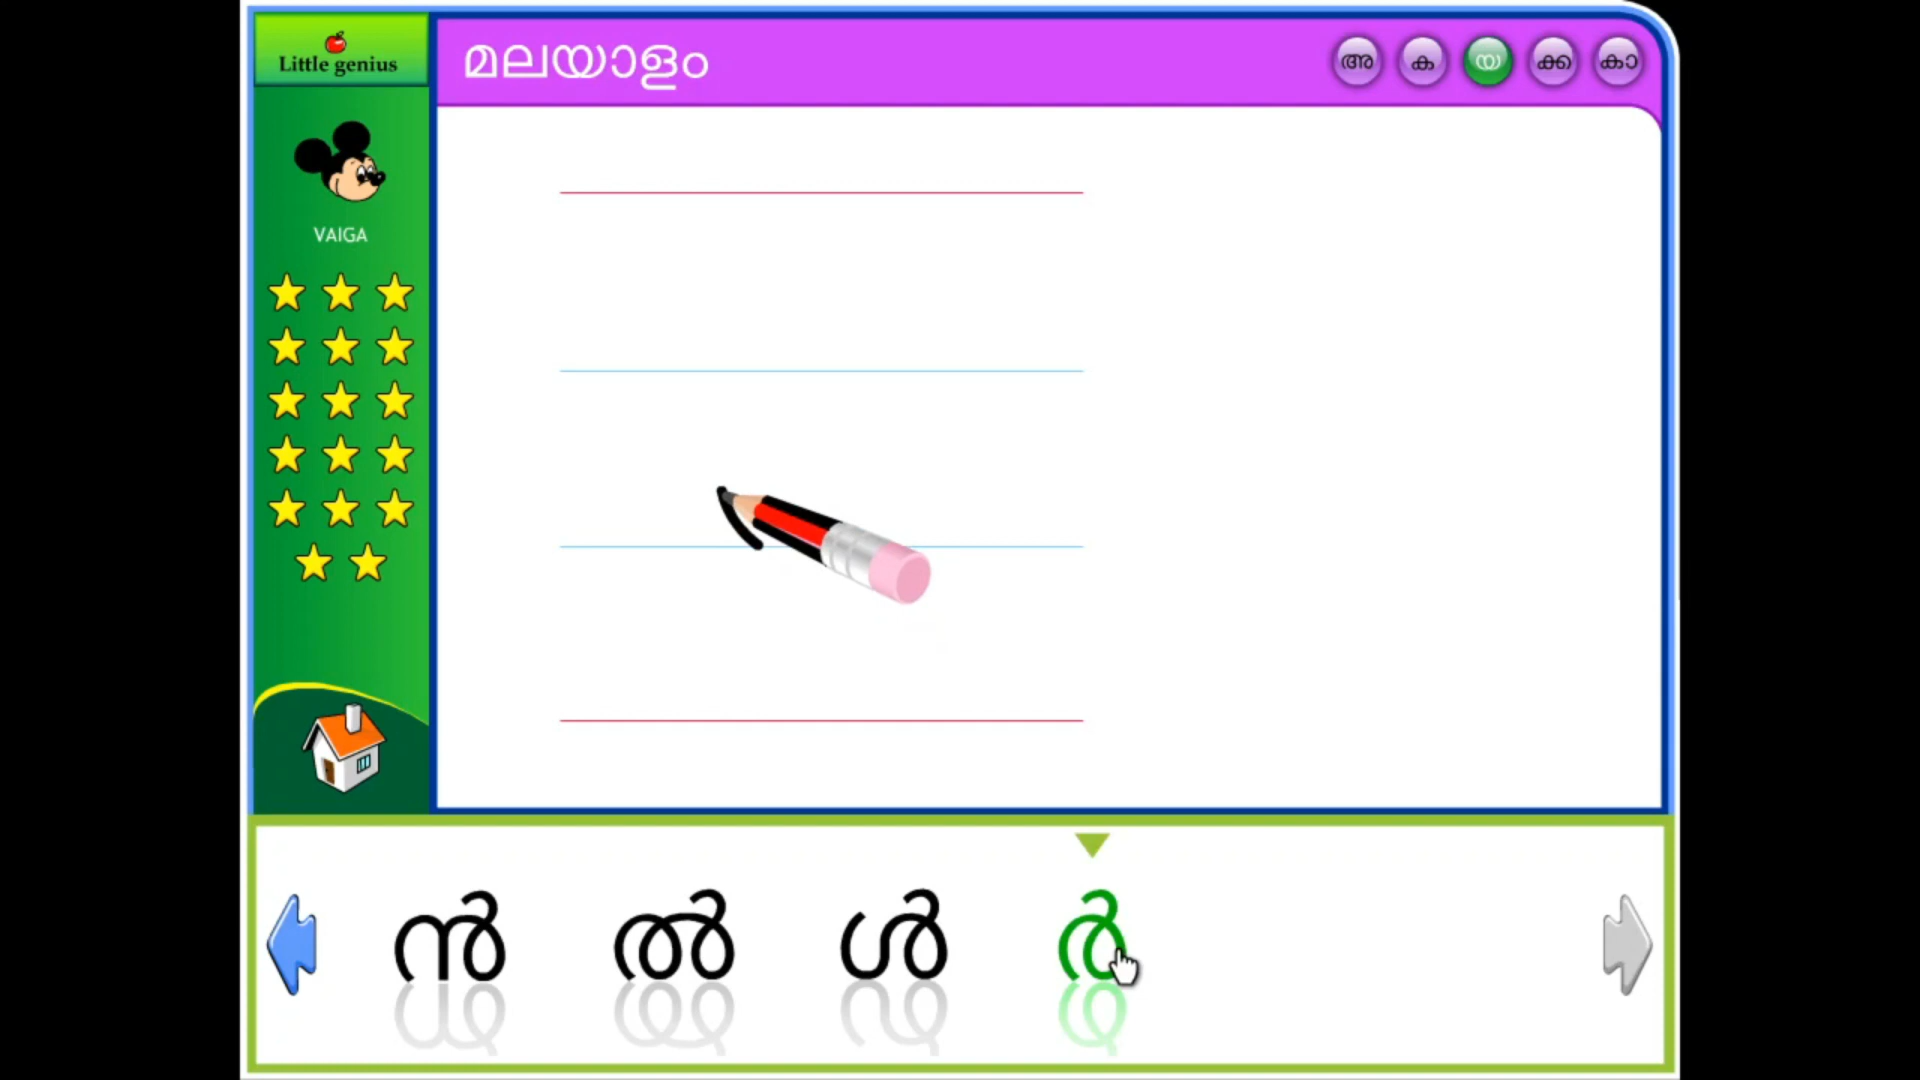 Little genius
മലയാളം
അ ക യ ക്ക കാ
VAIGA
ൻ ൽ ൾ ർ